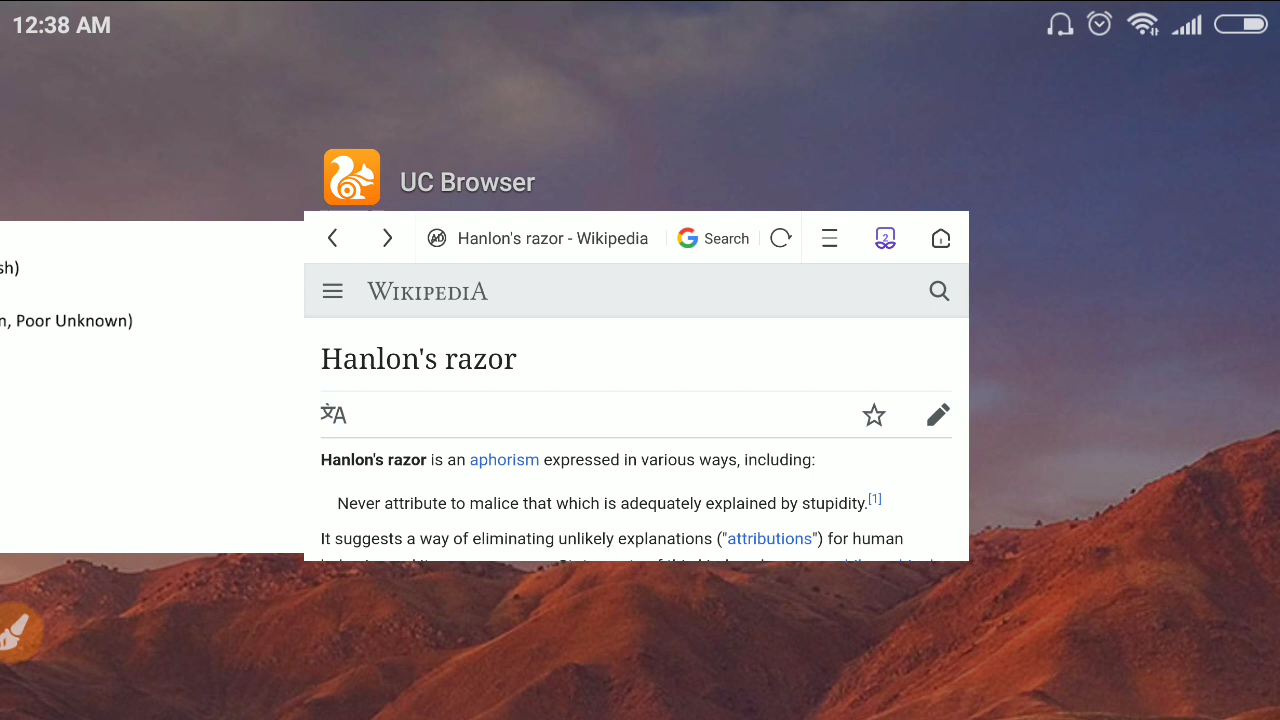 12:38 AM
UC Browser
Hanlon's razor - Wikipedia
Search
2
sh)
WIKIPEDIA
n, Poor Unknown)
Hanlon's razor
文A
Hanlon's razor is an aphorism expressed in various ways, including:
Never attribute to malice that which is adequately explained by stupidity.[1]
It suggests a way of eliminating unlikely explanations ("attributions") for human